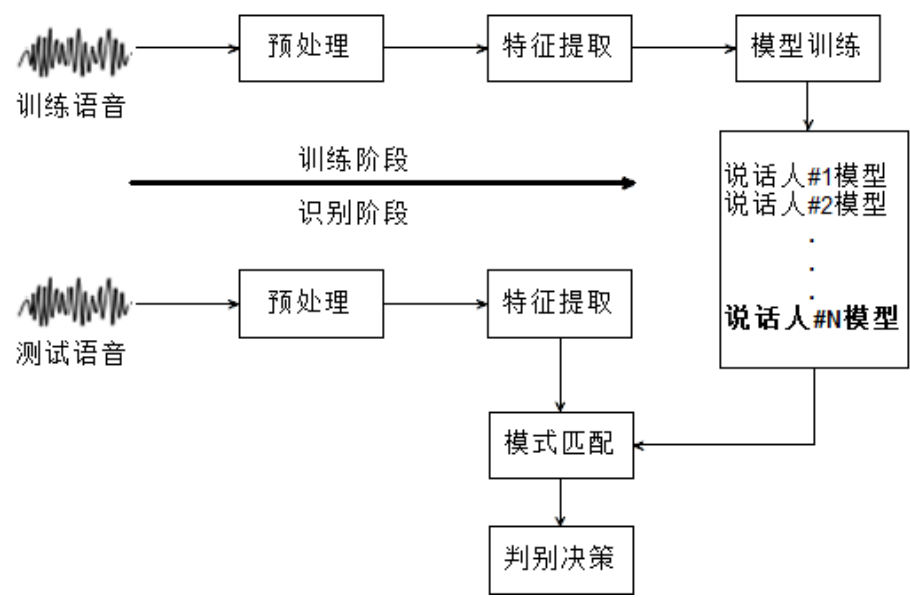 预处理
特征提取
模型训练
训练语音
训练阶段
识别阶段
说话人#1模型
说话人#2模型
.
.
.
说话人#N模型
预处理
特征提取
测试语音
模式匹配
判别决策